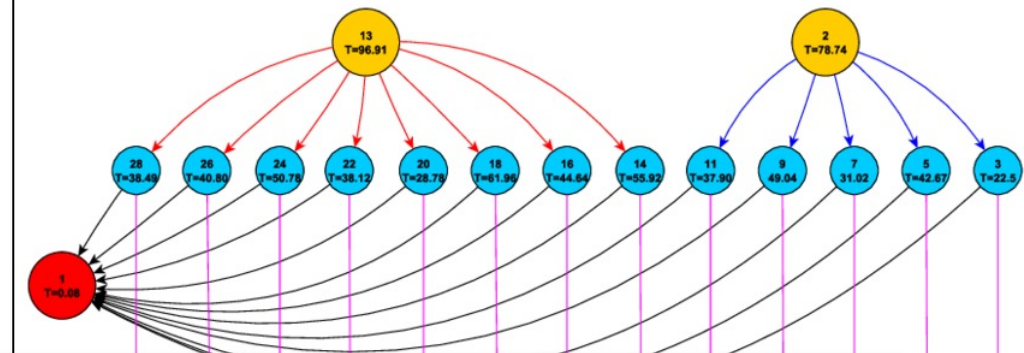 13
T=96.91
2
T=78.74
28
T=38.49
26
T=40.80
24
T=50.78
22
T=38.12
20
T=28.78
18
T=61.96
16
T=44.64
14
T=55.92
11
T=37.90
9
49.04
7
31.02
5
T=42.67
3
T=22.5
1
T=0.08